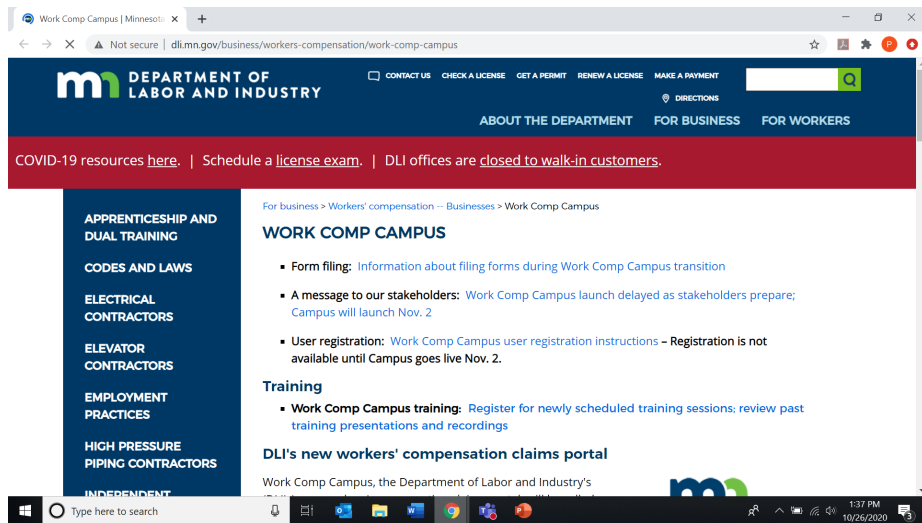 Work Comp Campus | Minnesota
Not secure | dli.mn.gov/business/workers-compensation/work-comp-campus
P
mn DEPARTMENT OF
LABOR AND INDUSTRY
CONTACT US CHECK A LICENSE GET A PERMIT RENEW A LICENSE MAKE A PAYMENT
DIRECTIONS
ABOUT THE DEPARTMENT FOR BUSINESS FOR WORKERS
COVID-19 resources here. | Schedule a license exam. | DLI offices are closed to walk-in customers.
APPRENTICESHIP AND
DUAL TRAINING
CODES AND LAWS
ELECTRICAL
CONTRACTORS
ELEVATOR
CONTRACTORS
EMPLOYMENT
PRACTICES
HIGH PRESSURE
PIPING CONTRACTORS
INDEPENDENT
For business > Workers' compensation -- Businesses > Work Comp Campus
WORK COMP CAMPUS
▪ Form filing: Information about filing forms during Work Comp Campus transition
▪ A message to our stakeholders: Work Comp Campus launch delayed as stakeholders prepare;
Campus will launch Nov. 2
▪ User registration: Work Comp Campus user registration instructions – Registration is not
available until Campus goes live Nov. 2.
Training
▪ Work Comp Campus training: Register for newly scheduled training sessions; review past
training presentations and recordings
DLI's new workers' compensation claims portal
Work Comp Campus, the Department of Labor and Industry's
mn
Type here to search
1:37 PM
10/26/2020
3